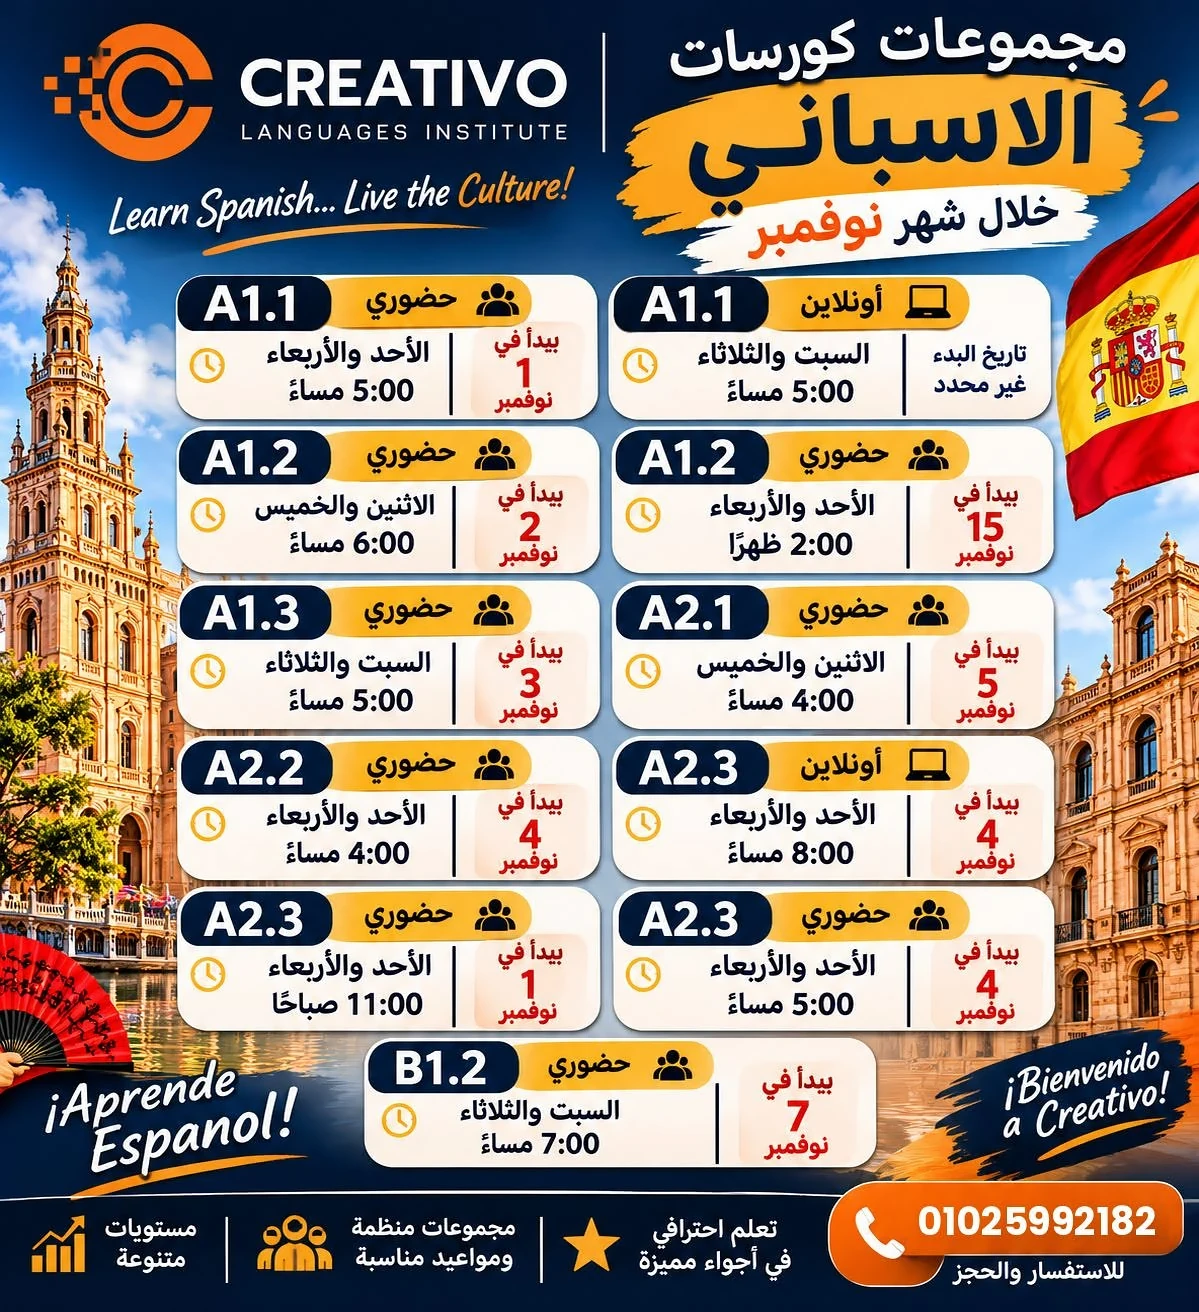 CREATIVO
LANGUAGES INSTITUTE
Learn Spanish... Live the Culture!
مجموعات كورسات
الاسباني
خلال شهر نوفمبر
A1.1 حضوري
الأحد والأربعاء
5:00 مساءً
يبدأ في
1
نوفمبر
A1.1 أونلاين
السبت والثلاثاء
5:00 مساءً
تاريخ البدء
غير محدد
A1.2 حضوري
الاثنين والخميس
6:00 مساءً
يبدأ في
2
نوفمبر
A1.2 حضوري
الأحد والأربعاء
2:00 ظهرًا
يبدأ في
15
نوفمبر
A1.3 حضوري
السبت والثلاثاء
5:00 مساءً
يبدأ في
3
نوفمبر
A2.1 حضوري
الاثنين والخميس
4:00 مساءً
يبدأ في
5
نوفمبر
A2.2 حضوري
الأحد والأربعاء
4:00 مساءً
يبدأ في
4
نوفمبر
A2.3 أونلاين
الأحد والأربعاء
8:00 مساءً
يبدأ في
4
نوفمبر
A2.3 حضوري
الأحد والأربعاء
11:00 صباحًا
يبدأ في
1
نوفمبر
A2.3 حضوري
الأحد والأربعاء
5:00 مساءً
يبدأ في
4
نوفمبر
B1.2 حضوري
السبت والثلاثاء
7:00 مساءً
يبدأ في
7
نوفمبر
¡Aprende
Espanol!
¡Bienvenido
a Creativo!
مستويات
متنوعة
مجموعات منظمة
ومواعيد مناسبة
تعلم احترافي
في أجواء مميزة
01025992182
للاستفسار والحجز